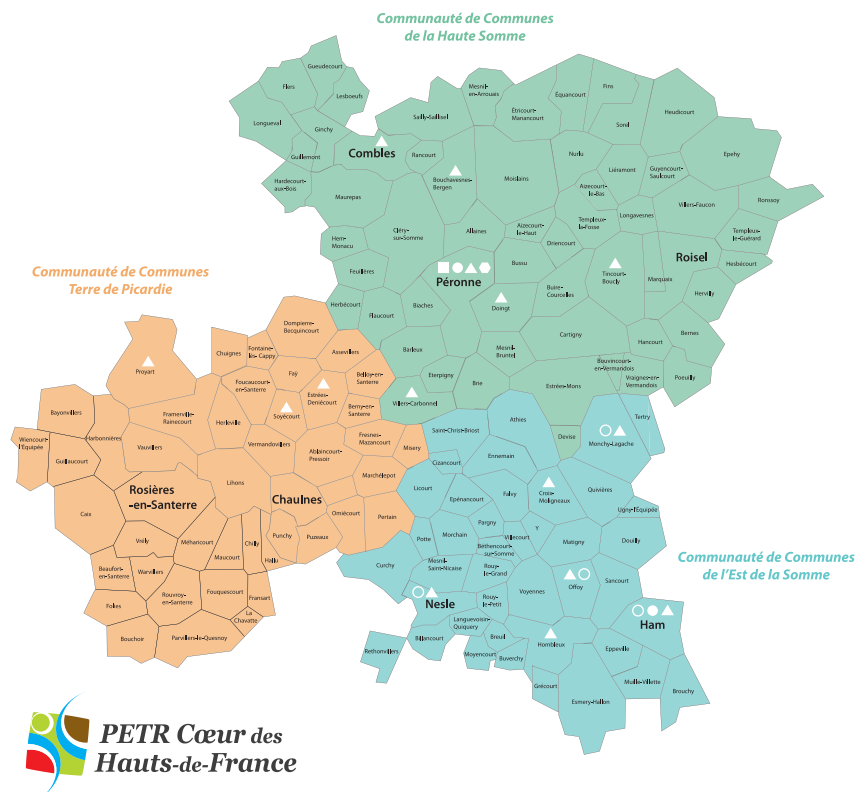 Communauté de Communes
de la Haute Somme
Gueudecourt
Flers
Lesboeufs
Longueval
Ginchy
Guillemont
Combles
Hardecourt-
aux-Bois
Maurepas
Sailly-Saillisel
Mesnil-
en-Arrouais
Étricourt-
Manancourt
Équancourt
Fins
Sorel
Heudicourt
Rancourt
Bouchavesnes-
Bergen
Moislains
Nurlu
Liéramont
Guyencourt-
Saulcourt
Epehy
Aizecourt-
le-Bas
Villers-Faucon
Ronssoy
Templeux-
la-Fosse
Longavesnes
Templeux-
le-Guérard
Hem-
Monacu
Cléry-
sur-Somme
Allaines
Aizecourt-
le-Haut
Driencourt
Feuillères
Péronne
Bussu
Tincourt-
Boucly
Marquaix
Roisel
Hesbécourt
Hervilly
Herbécourt
Flaucourt
Biaches
Doingt
Buire-
Courcelles
Cartigny
Hancourt
Bernes
Barleux
Mesnil-
Bruntel
Bouvincourt-
en-Vermandois
Vraignes-en-
Vermandois
Poeuilly
Eterpigny
Brie
Estrées-Mons
Villers-Carbonnel
Devise
Communauté de Communes
Terre de Picardie
Dompierre-
Becquincourt
Proyart
Chuignes
Fontaine-
lès-Cappy
Assevillers
Faÿ
Foucaucourt-
en-Santerre
Estrées-
Deniécourt
Belloy-en-
Santerre
Berny-en-
Santerre
Soyécourt
Bayonvillers
Framerville-
Rainecourt
Herleville
Wiencourt-
l'Équipée
Harbonnières
Vauvillers
Vermandovillers
Fresnes-
Mazancourt
Misery
Guillaucourt
Ablaincourt-
Pressoir
Marchélepot
Lihons
Rosières
-en-Santerre
Chaulnes
Caix
Omiécourt
Pertain
Vrély
Méharicourt
Chilly
Punchy
Puzeaux
Maucourt
Hallu
Beaufort-
en-Santerre
Warvillers
Rouvroy-
en-Santerre
Fouquescourt
Fransart
Folies
La
Chavatte
Bouchoir
Parvillers-le-Quesnoy
Communauté de Communes
de l'Est de la Somme
Saint-Christ-Briost
Athies
Tertry
Monchy-Lagache
Cizancourt
Ennemain
Licourt
Epénancourt
Falvy
Croix-
Moligneaux
Quivières
Ugny-l'Équipée
Pargny
Y
Potte
Morchain
Villecourt
Matigny
Douilly
Béthencourt-
sur-Somme
Curchy
Mesnil-
Saint-Nicaise
Rouy-
le-Grand
Voyennes
Offoy
Sancourt
Nesle
Rouy-
le-Petit
Ham
Languevoisin-
Quiquery
Breuil
Hombleux
Rethonvillers
Billancourt
Moyencourt
Buverchy
Eppeville
Grécourt
Esmery-Hallon
Muille-Villette
Brouchy
PETR Cœur des
Hauts-de-France